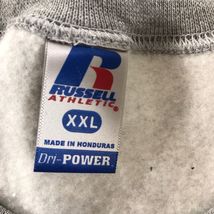 RUSSELL
ATHLETIC
XXL
MADE IN HONDURAS
Dri-POWER